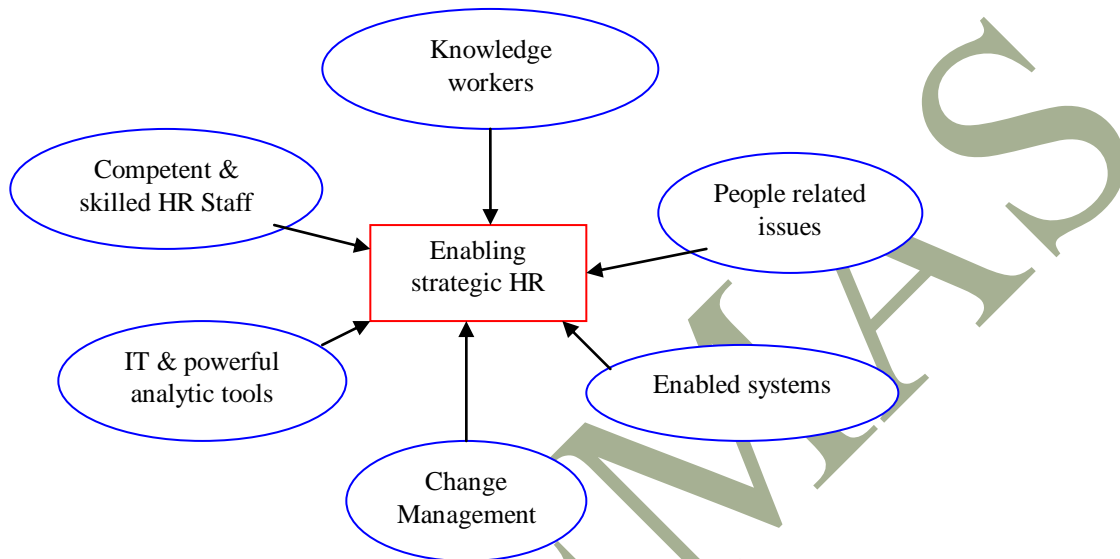 Knowledge
workers
Competent &
skilled HR Staff
People related
issues
Enabling
strategic HR
IT & powerful
analytic tools
Enabled systems
Change
Management
MAS